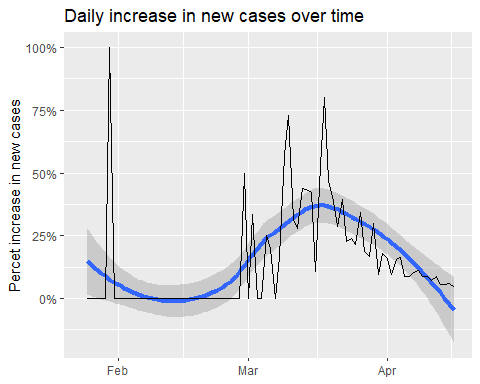 Daily increase in new cases over time
Percet increase in new cases
100%
75%
50%
25%
0%
Feb
Mar
Apr